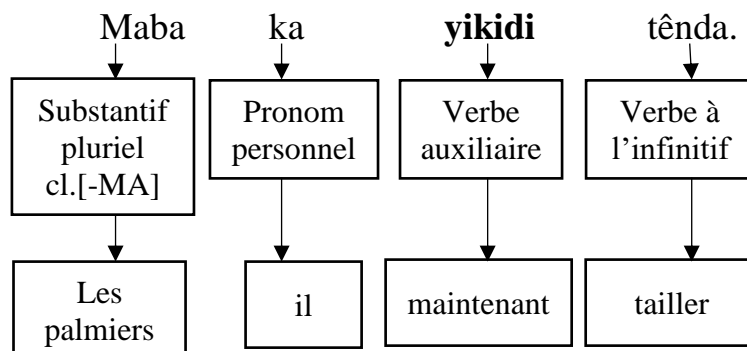 Maba ka yikidi tênda.
Substantif pluriel cl.[-MA]
Pronom personnel
Verbe auxiliaire
Verbe à l’infinitif
Les palmiers
il
maintenant
tailler